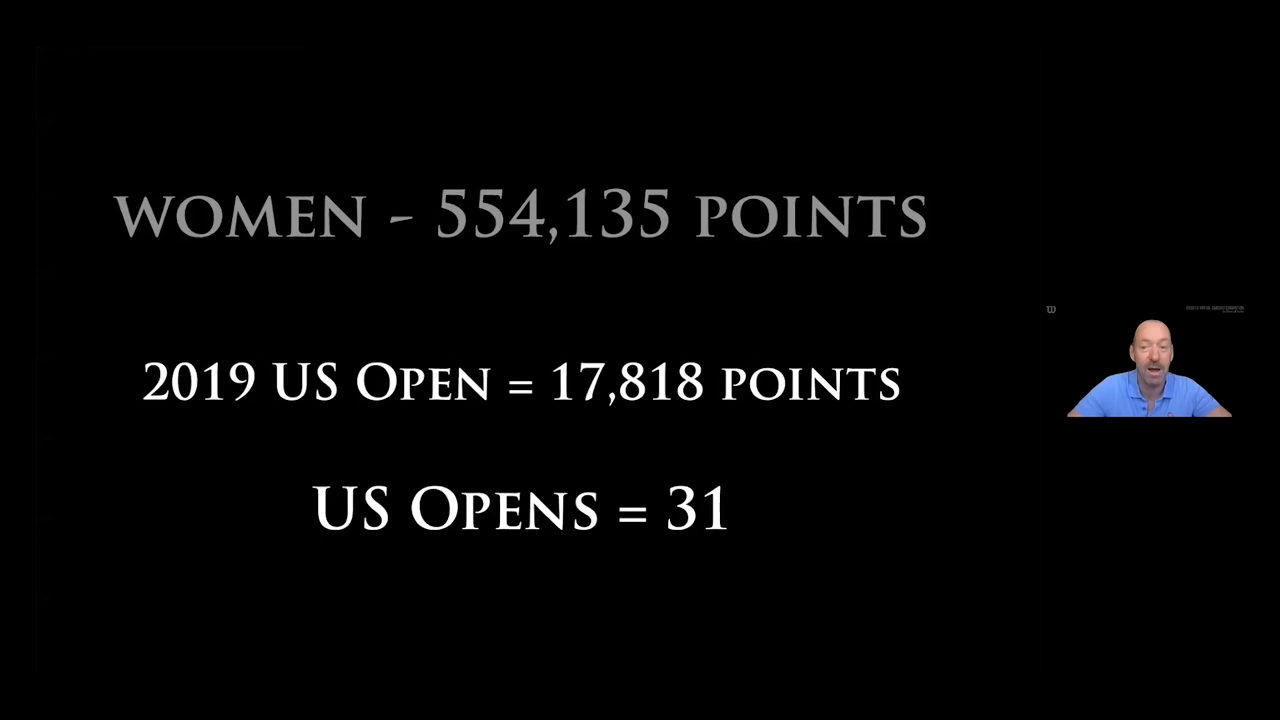 WOMEN - 554,135 POINTS
2019 US OPEN = 17,818 POINTS
US OPENS = 31
W